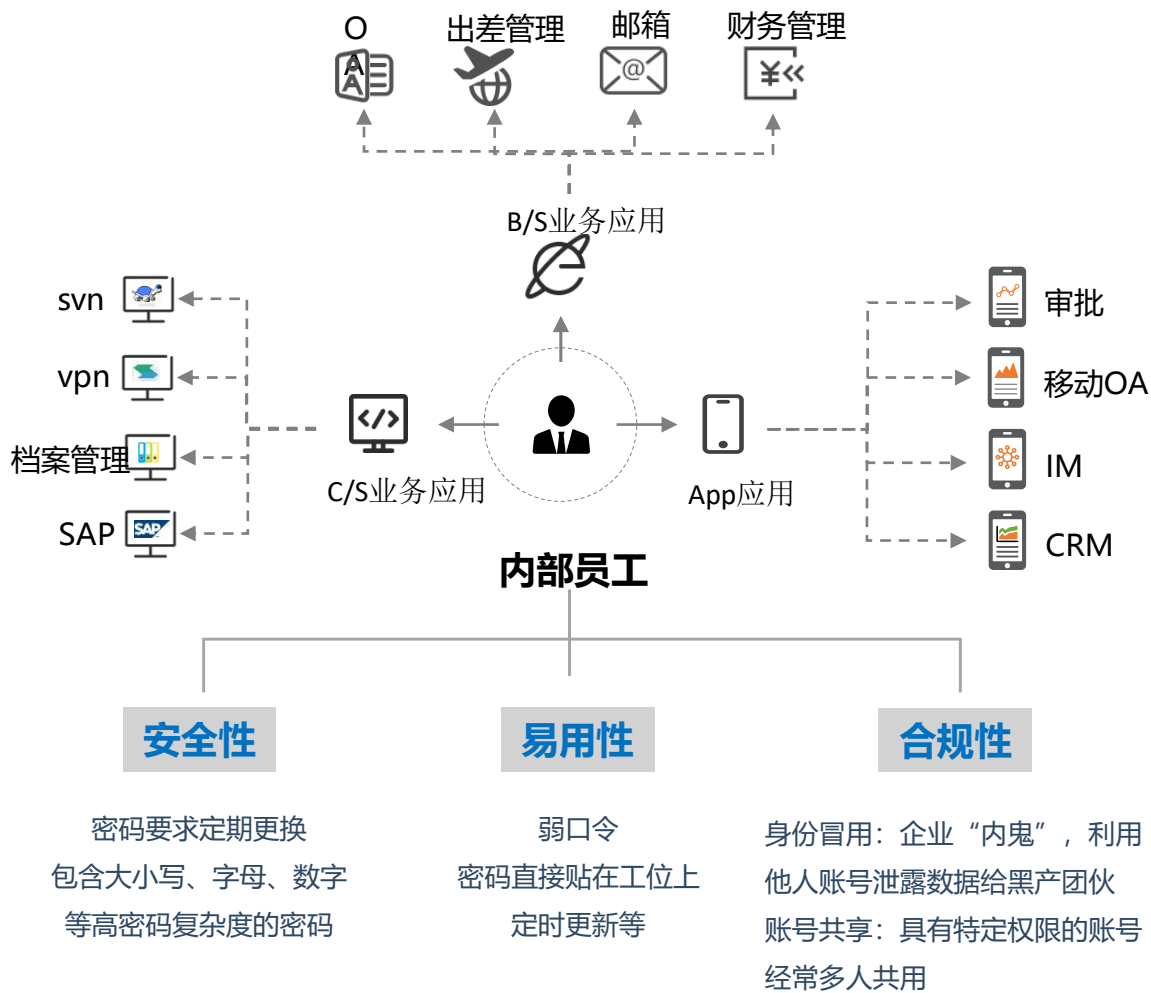 OA
出差管理
邮箱
财务管理
B/S业务应用
svn
vpn
档案管理
SAP
SAP
</>
C/S业务应用
App应用
审批
移动OA
IM
CRM
内部员工
安全性
易用性
合规性
密码要求定期更换
包含大小写、字母、数字
等高密码复杂度的密码
弱口令
密码直接贴在工位上
定时更新等
身份冒用：企业“内鬼”，利用
他人账号泄露数据给黑产团伙
账号共享：具有特定权限的账号
经常多人共用